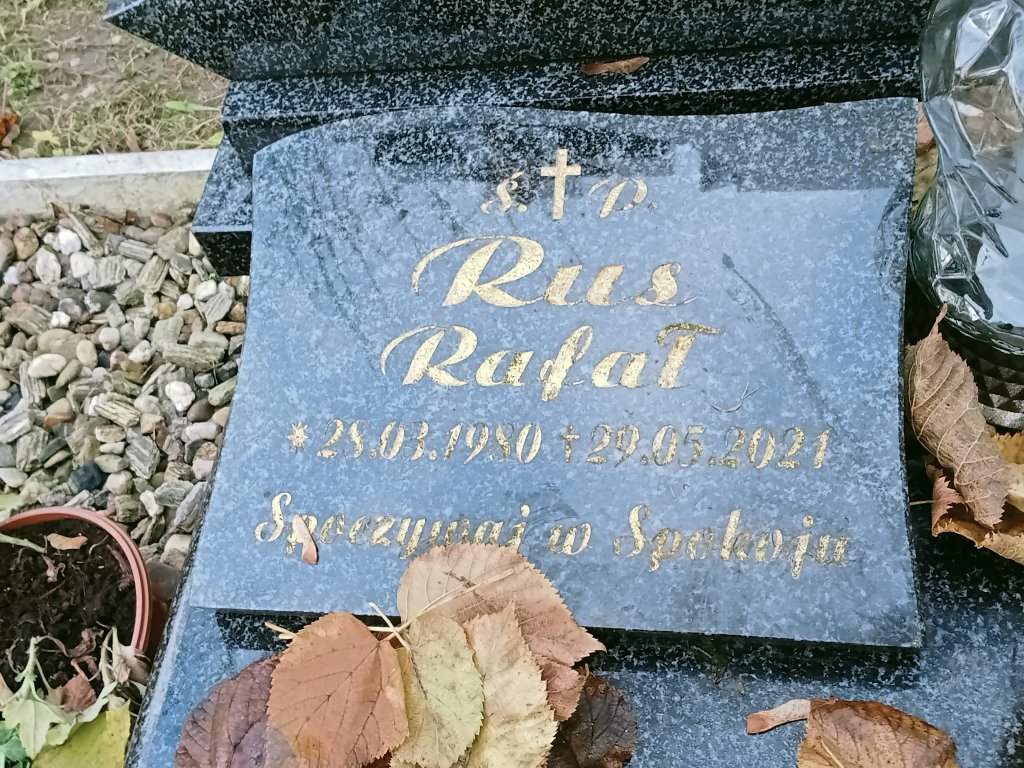 Ś.✝P.
Rus
Rafał
*28.03.1980 †29.05.2021
Spoczywaj w Spokoju